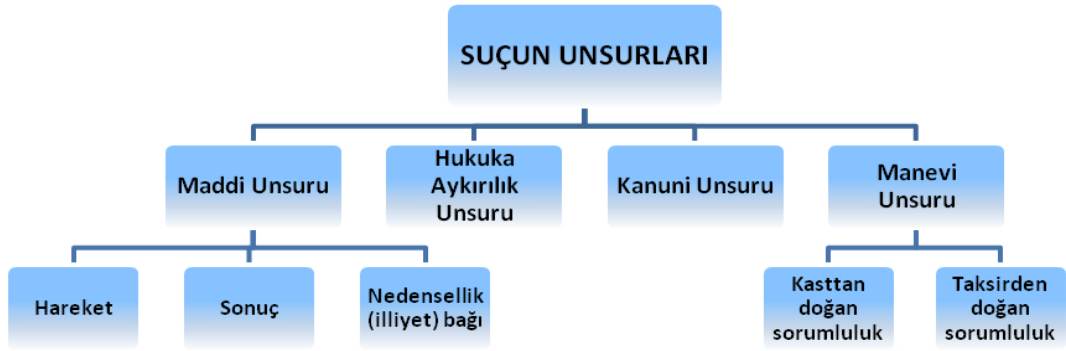 SUÇUN UNSURLARI
Maddi Unsuru
Hukuka
Aykırılık
Unsuru
Kanuni Unsuru
Manevi
Unsuru
Hareket
Sonuç
Nedensellik
(illiyet) bağı
Kasttan
doğan
sorumluluk
Taksirden
doğan
sorumluluk